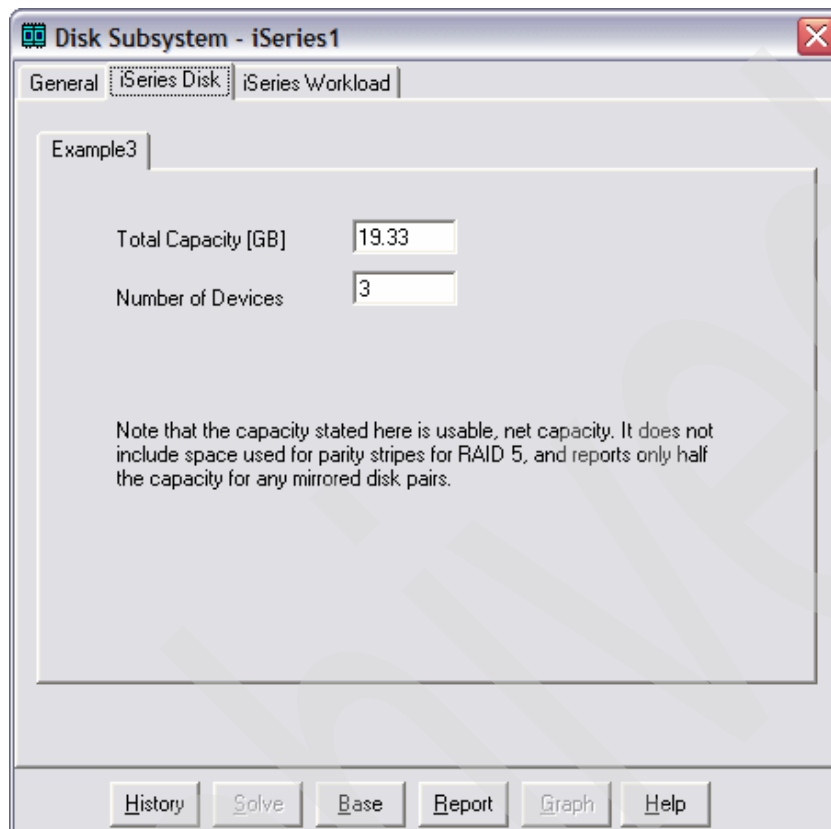 Disk Subsystem - iSeries1
General iSeries Disk iSeries Workload
Example3
Total Capacity [GB] 19.33
Number of Devices 3
Note that the capacity stated here is usable, net capacity. It does not
include space used for parity stripes for RAID 5, and reports only half
the capacity for any mirrored disk pairs.
History Solve Base Report Graph Help